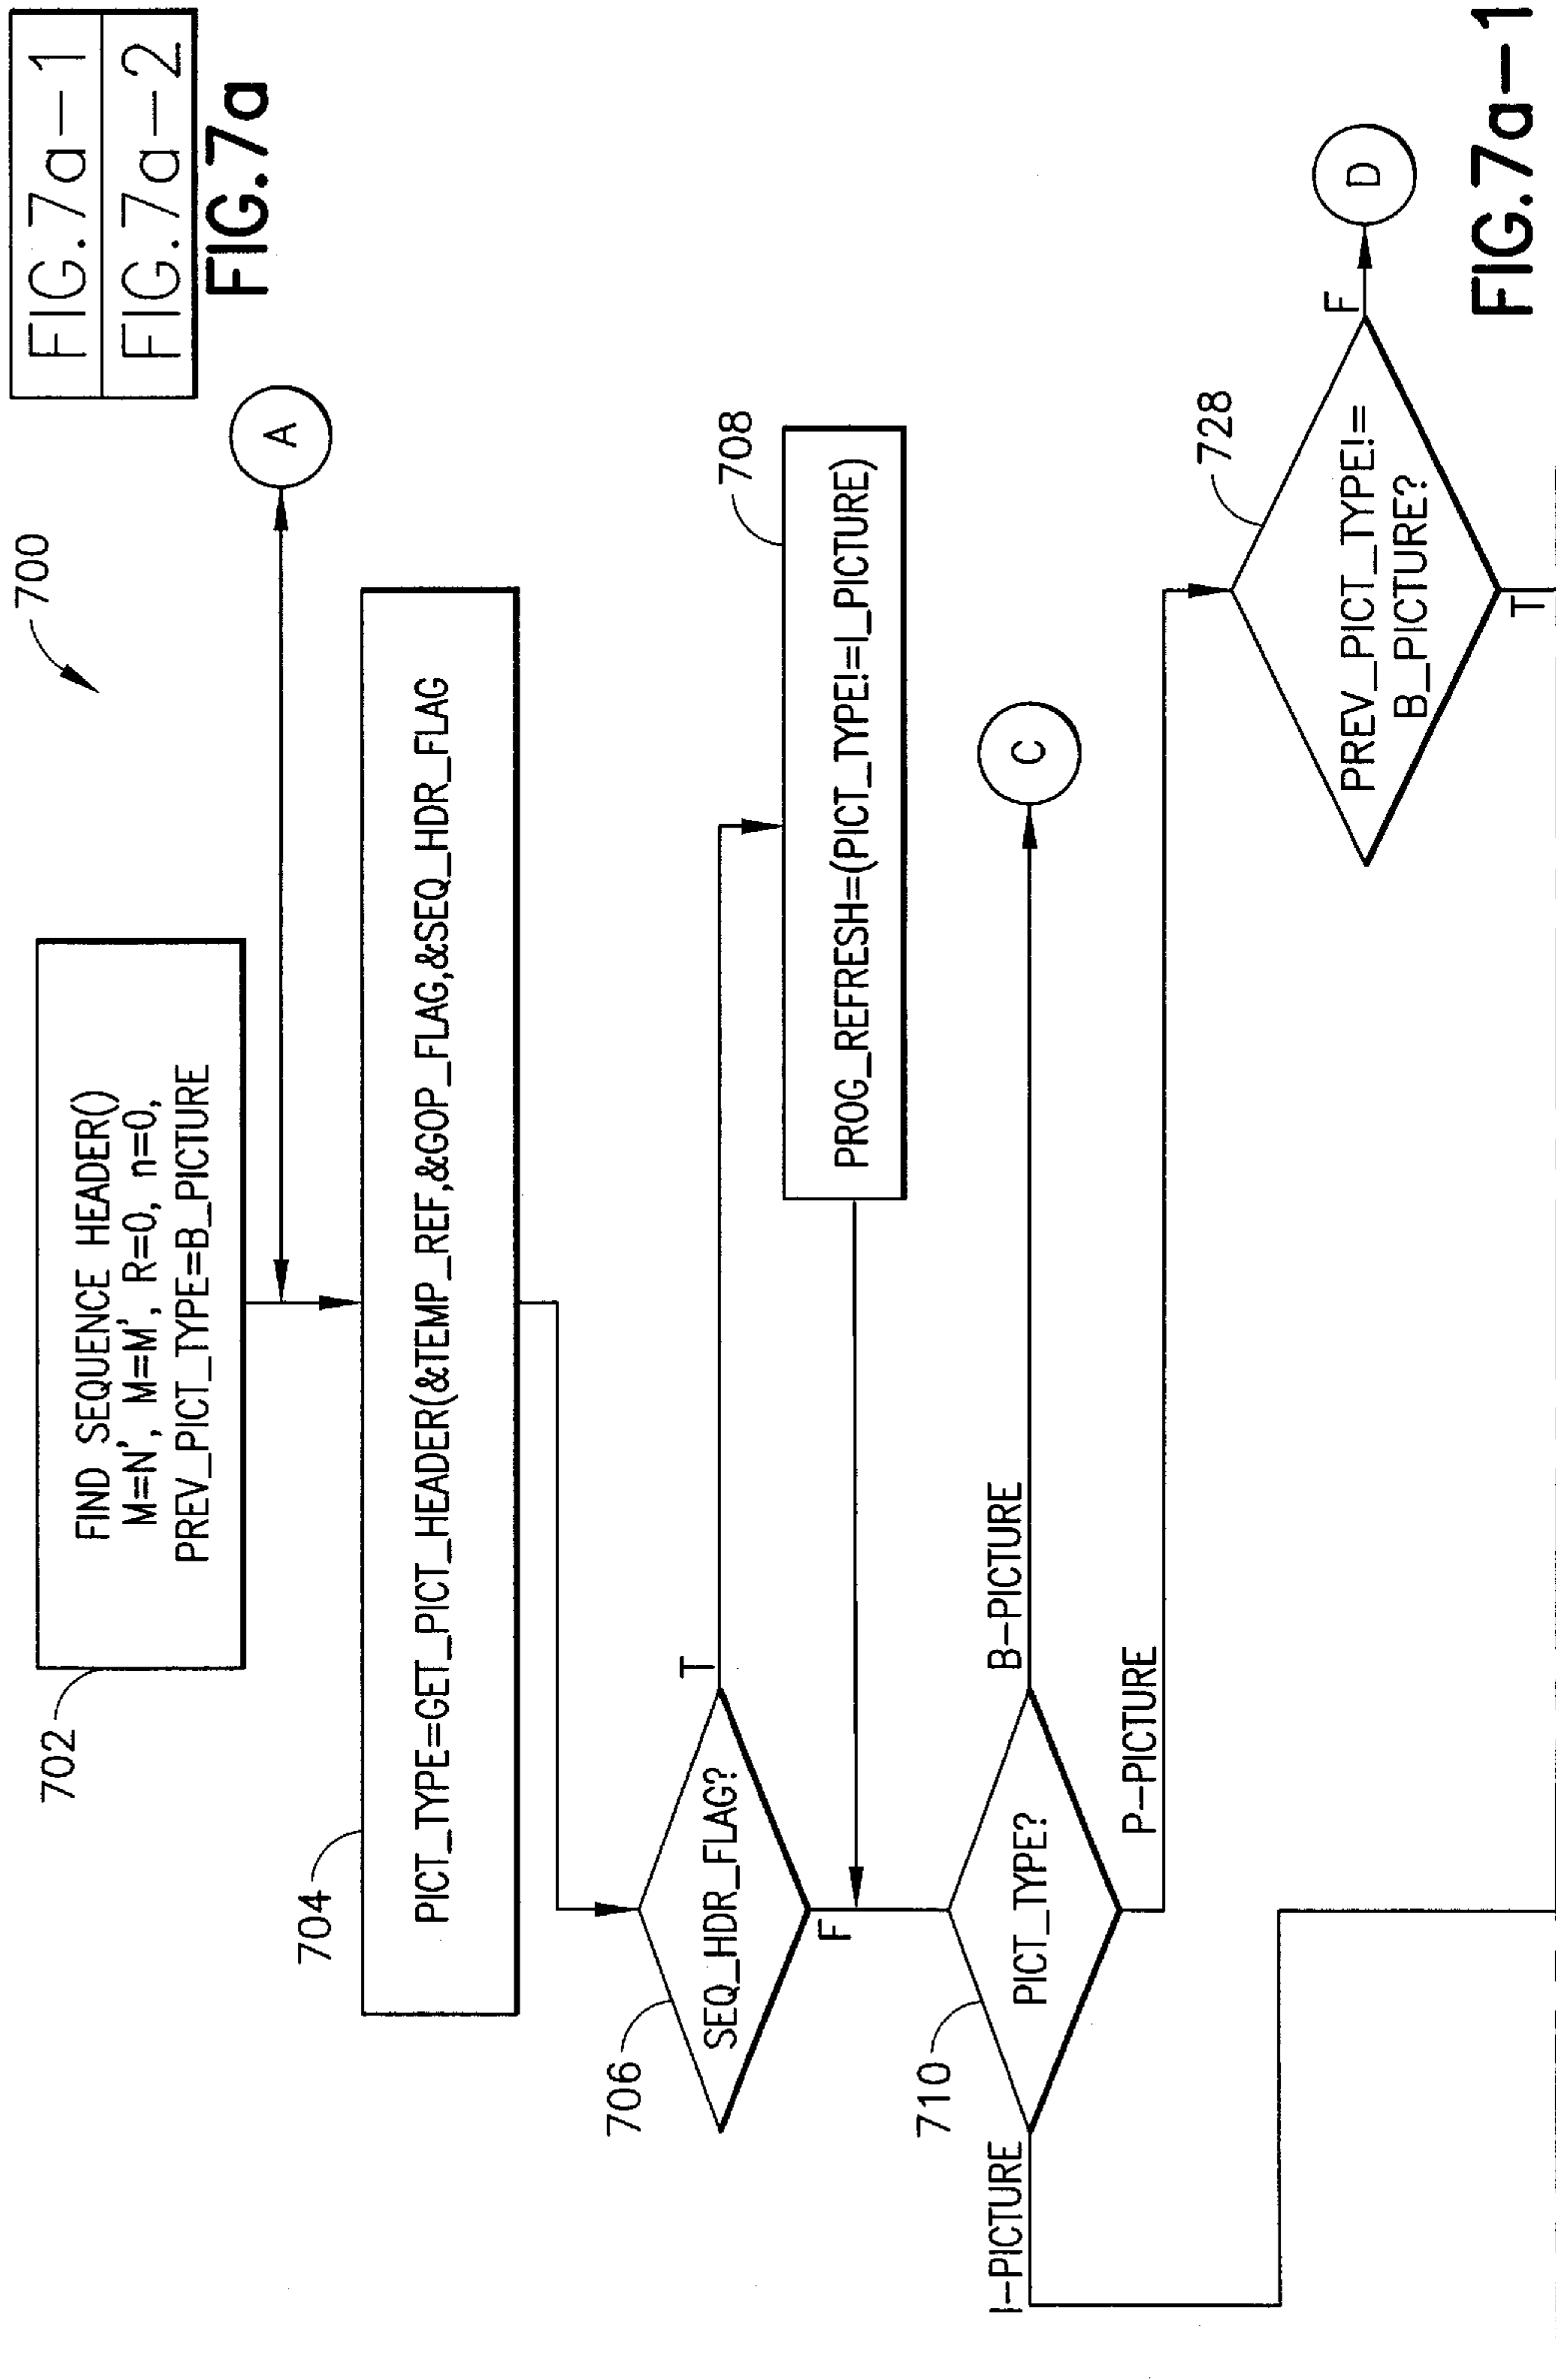 FIG.7a-1
FIG.7a-2
FIG.7a
700
702
FIND SEQUENCE HEADER()
M=N', M=M', R=0, n=0,
PREV_PICT_TYPE=B_PICTURE
A
704
PICT_TYPE=GET_PICT_HEADER(&TEMP_REF,&GOP_FLAG,&SEQ_HDR_FLAG
706
SEQ_HDR_FLAG?
T
F
708
PROG_REFRESH=(PICT_TYPE!=I_PICTURE)
710
PICT_TYPE?
I-PICTURE
B-PICTURE
C
P-PICTURE
728
PREV_PICT_TYPE!=
B_PICTURE?
F
D
T
FIG.7a-1